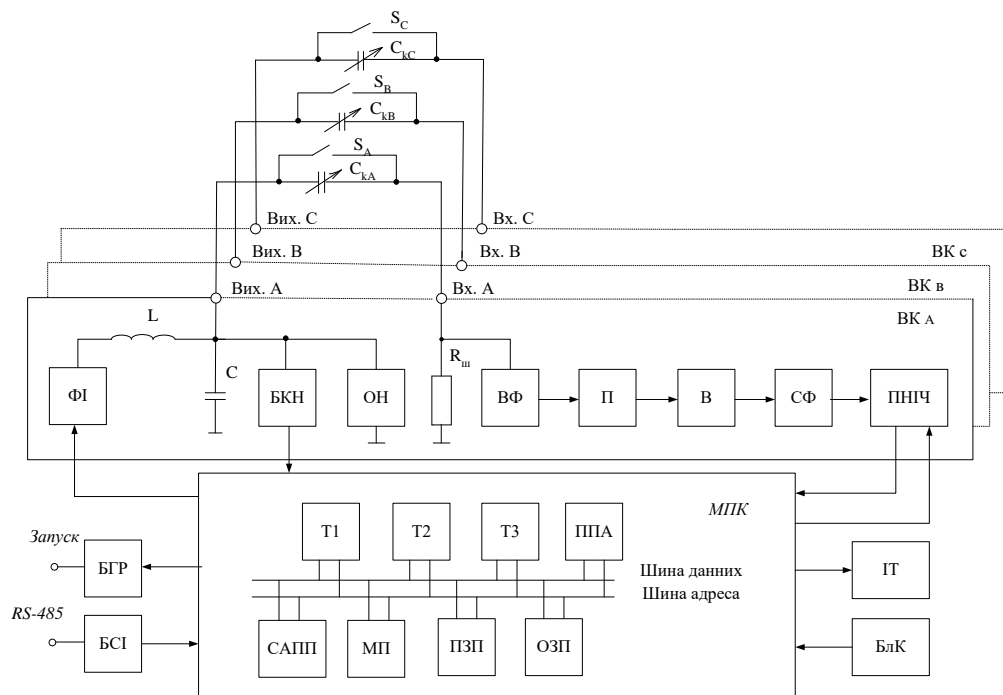 S_C
C_kC
S_B
C_kB
S_A
C_kA
Вих. С Вх. С
Вих. В Вх. В ВК с
Вих. А Вх. А ВК в
L ВК А
C R_ш
ФІ БКН ОН ВФ П В СФ ПНІЧ
МПК
Запуск БГР Т1 Т2 Т3 ППА ІТ
Шина данних
Шина адреса
RS-485 БСІ САПП МП ПЗП ОЗП БлК